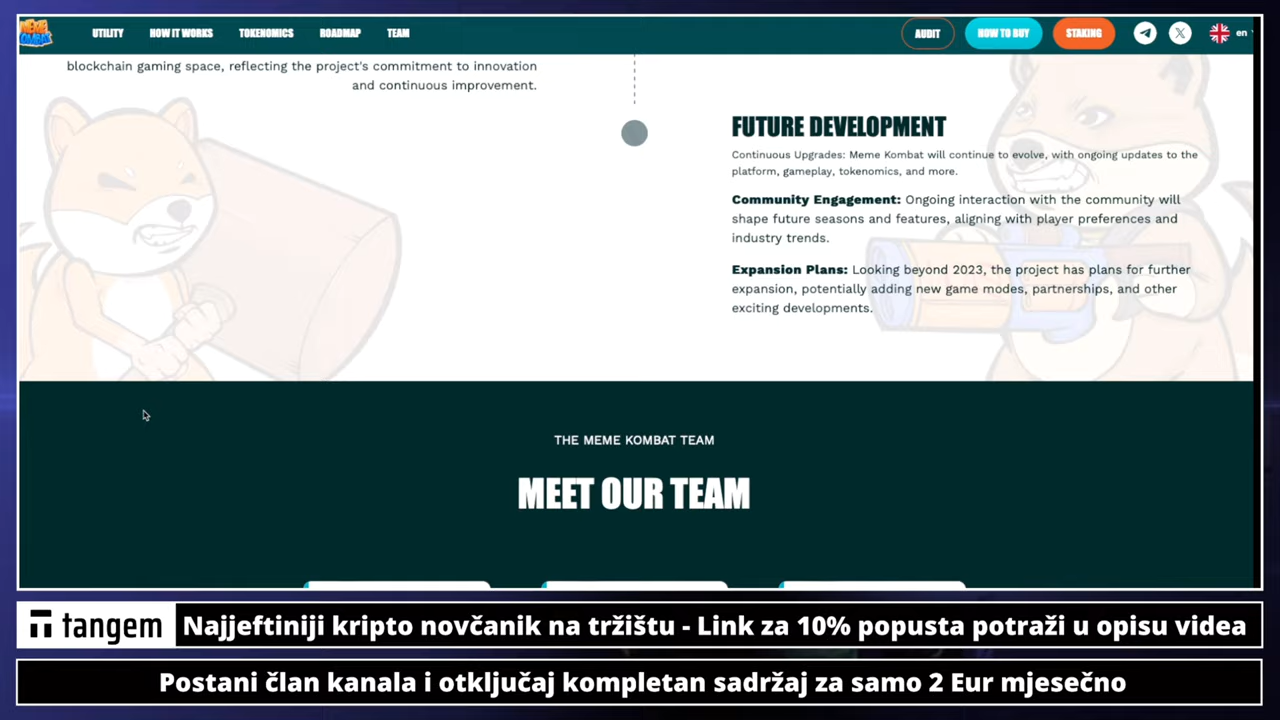 MEME KOMBAT
UTILITY HOW IT WORKS TOKENOMICS ROADMAP TEAM AUDIT HOW TO BUY STAKING en
blockchain gaming space, reflecting the project's commitment to innovation
and continuous improvement.
FUTURE DEVELOPMENT
Continuous Upgrades: Meme Kombat will continue to evolve, with ongoing updates to the
platform, gameplay, tokenomics, and more.
Community Engagement: Ongoing interaction with the community will
shape future seasons and features, aligning with player preferences and
industry trends.
Expansion Plans: Looking beyond 2023, the project has plans for further
expansion, potentially adding new game modes, partnerships, and other
exciting developments.
THE MEME KOMBAT TEAM
MEET OUR TEAM
tangem Najjeftiniji kripto novčanik na tržištu - Link za 10% popusta potraži u opisu videa
Postani član kanala i otključaj kompletan sadržaj za samo 2 Eur mjesečno